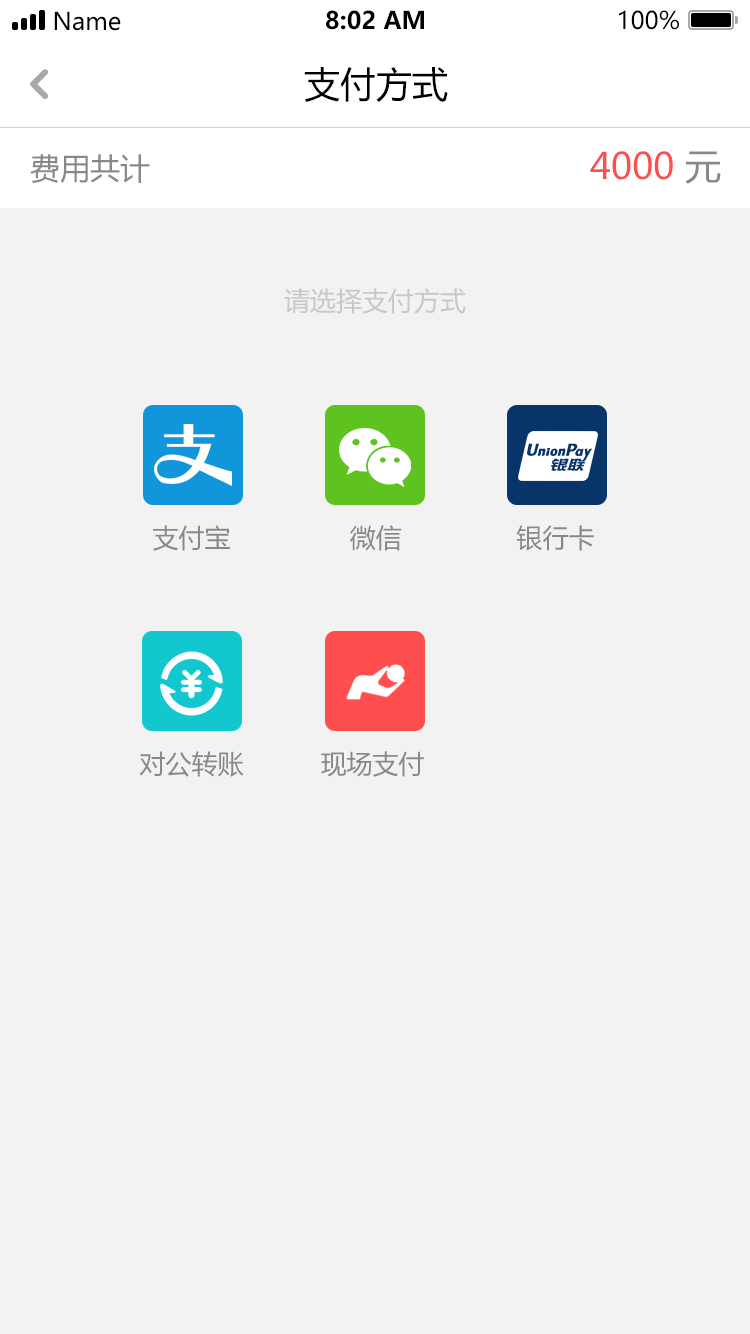 Name 8:02 AM 100%
支付方式
费用共计 4000 元
请选择支付方式
支 UnionPay 银联
支付宝 微信 银行卡
¥
对公转账 现场支付